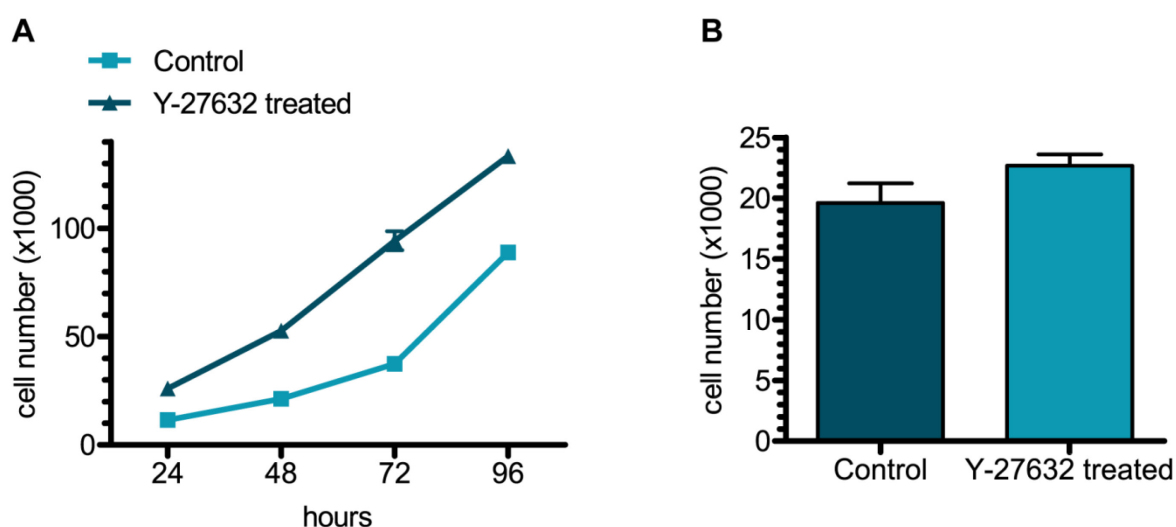 A
Control
Y-27632 treated
cell number (x1000)
100
50
0
24 48 72 96
hours
B
cell number (x1000)
25
20
15
10
5
0
Control Y-27632 treated